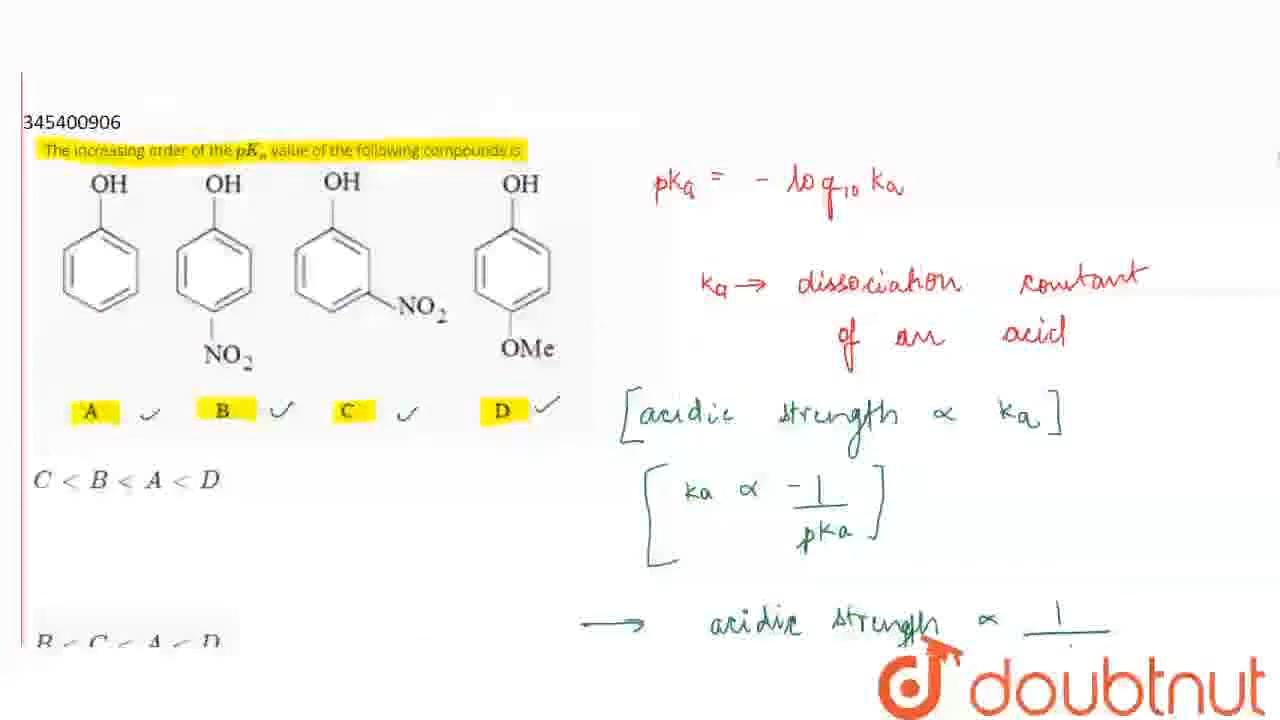 345400906
The increasing order of the pKa value of the following compounds is
OH OH OH OH
NO2
NO2
OMe
A B C D
C < B < A < D
B < C < A < D
pKa = - log10 Ka
Ka → dissociation constant
of an acid
[acidic strength ∝ Ka]
[Ka ∝ -1/pKa]
→ acidic strength ∝ 1
doubtnut